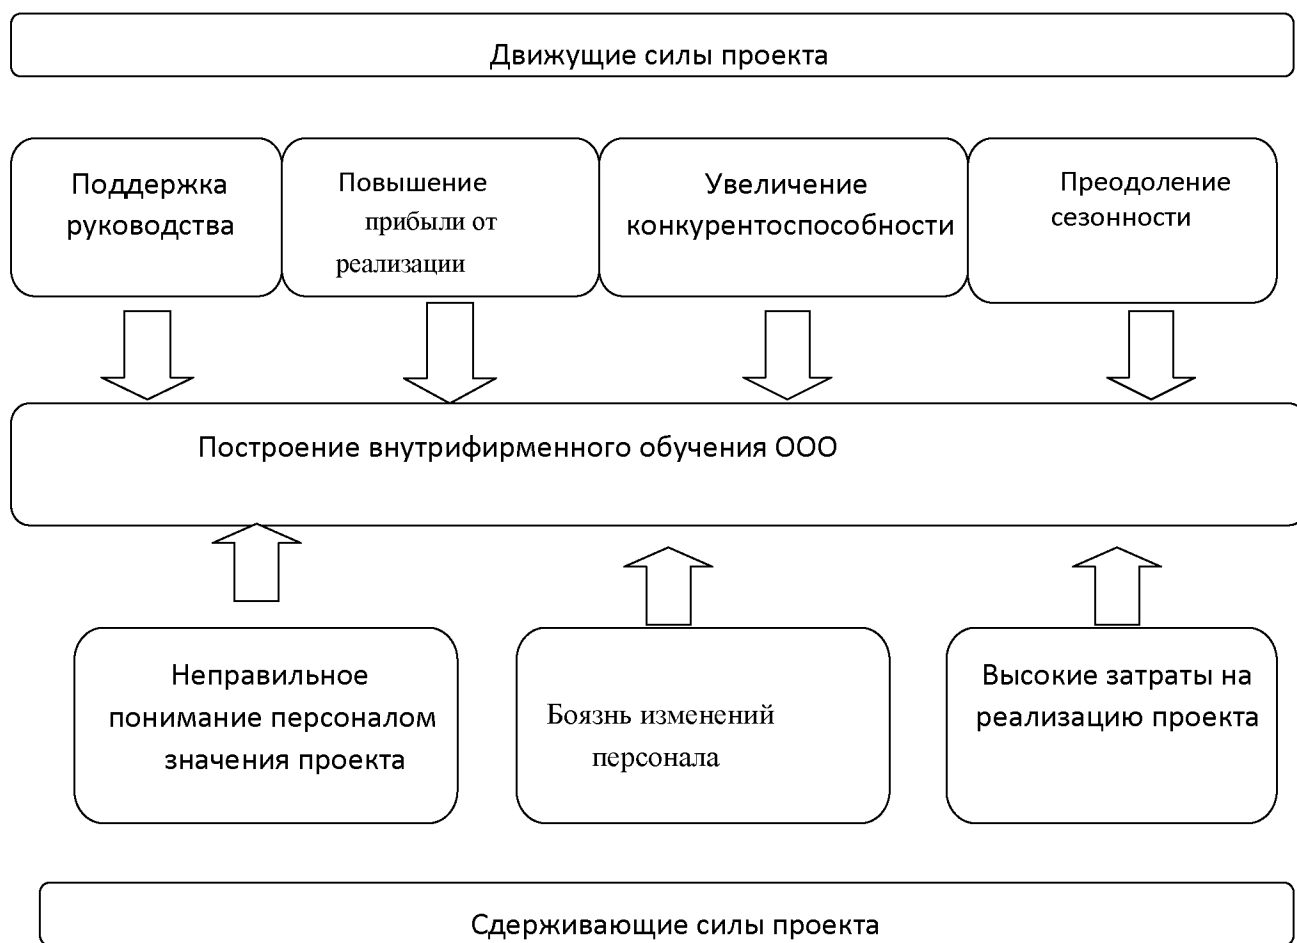 Движущие силы проекта
Поддержка
руководства
Повышение
прибыли от
реализации
Увеличение
конкурентоспособности
Преодоление
сезонности
Построение внутрифирменного обучения ООО
Неправильное
понимание персоналом
значения проекта
Боязнь изменений
персонала
Высокие затраты на
реализацию проекта
Сдерживающие силы проекта